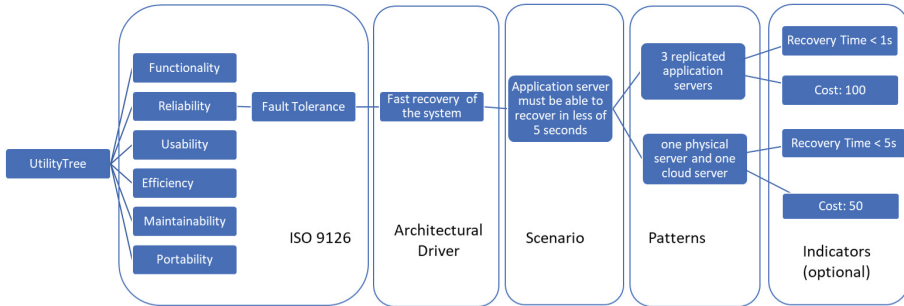 UtilityTree
Functionality
Reliability
Usability
Efficiency
Maintainability
Portability
Fault Tolerance
ISO 9126
Fast recovery of
the system
Architectural
Driver
Application server
must be able to
recover in less of
5 seconds
Scenario
3 replicated
application
servers
one physical
server and one
cloud server
Patterns
Recovery Time < 1s
Cost: 100
Recovery Time < 5s
Cost: 50
Indicators
(optional)